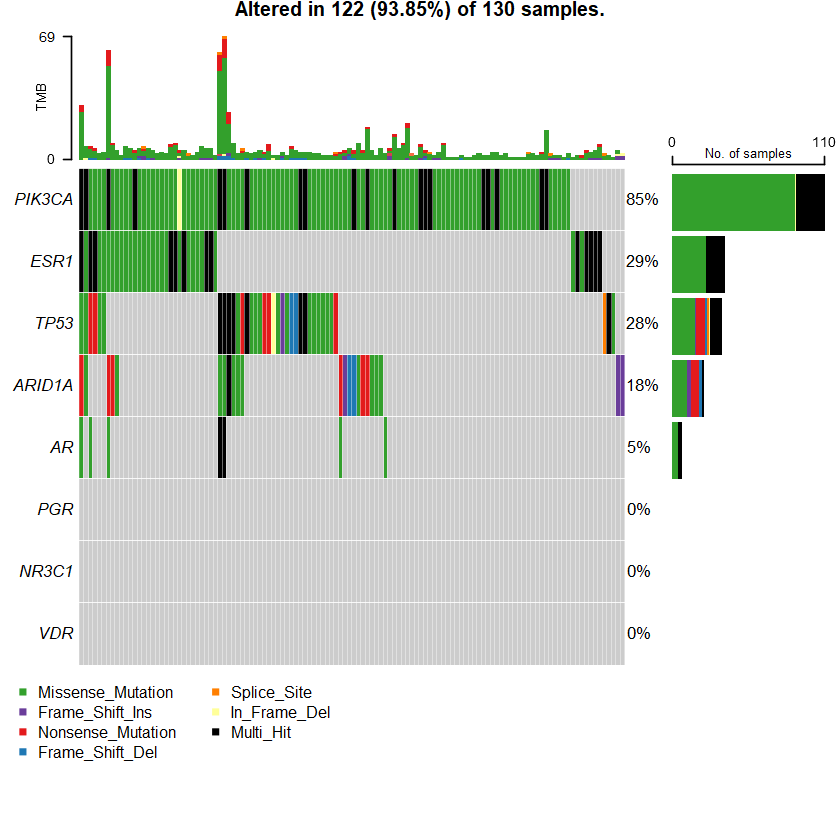 Altered in 122 (93.85%) of 130 samples.
69
TMB
0
0 110
No. of samples
PIK3CA 85%
ESR1 29%
TP53 28%
ARID1A 18%
AR 5%
PGR 0%
NR3C1 0%
VDR 0%
Missense_Mutation Splice_Site
Frame_Shift_Ins In_Frame_Del
Nonsense_Mutation Multi_Hit
Frame_Shift_Del